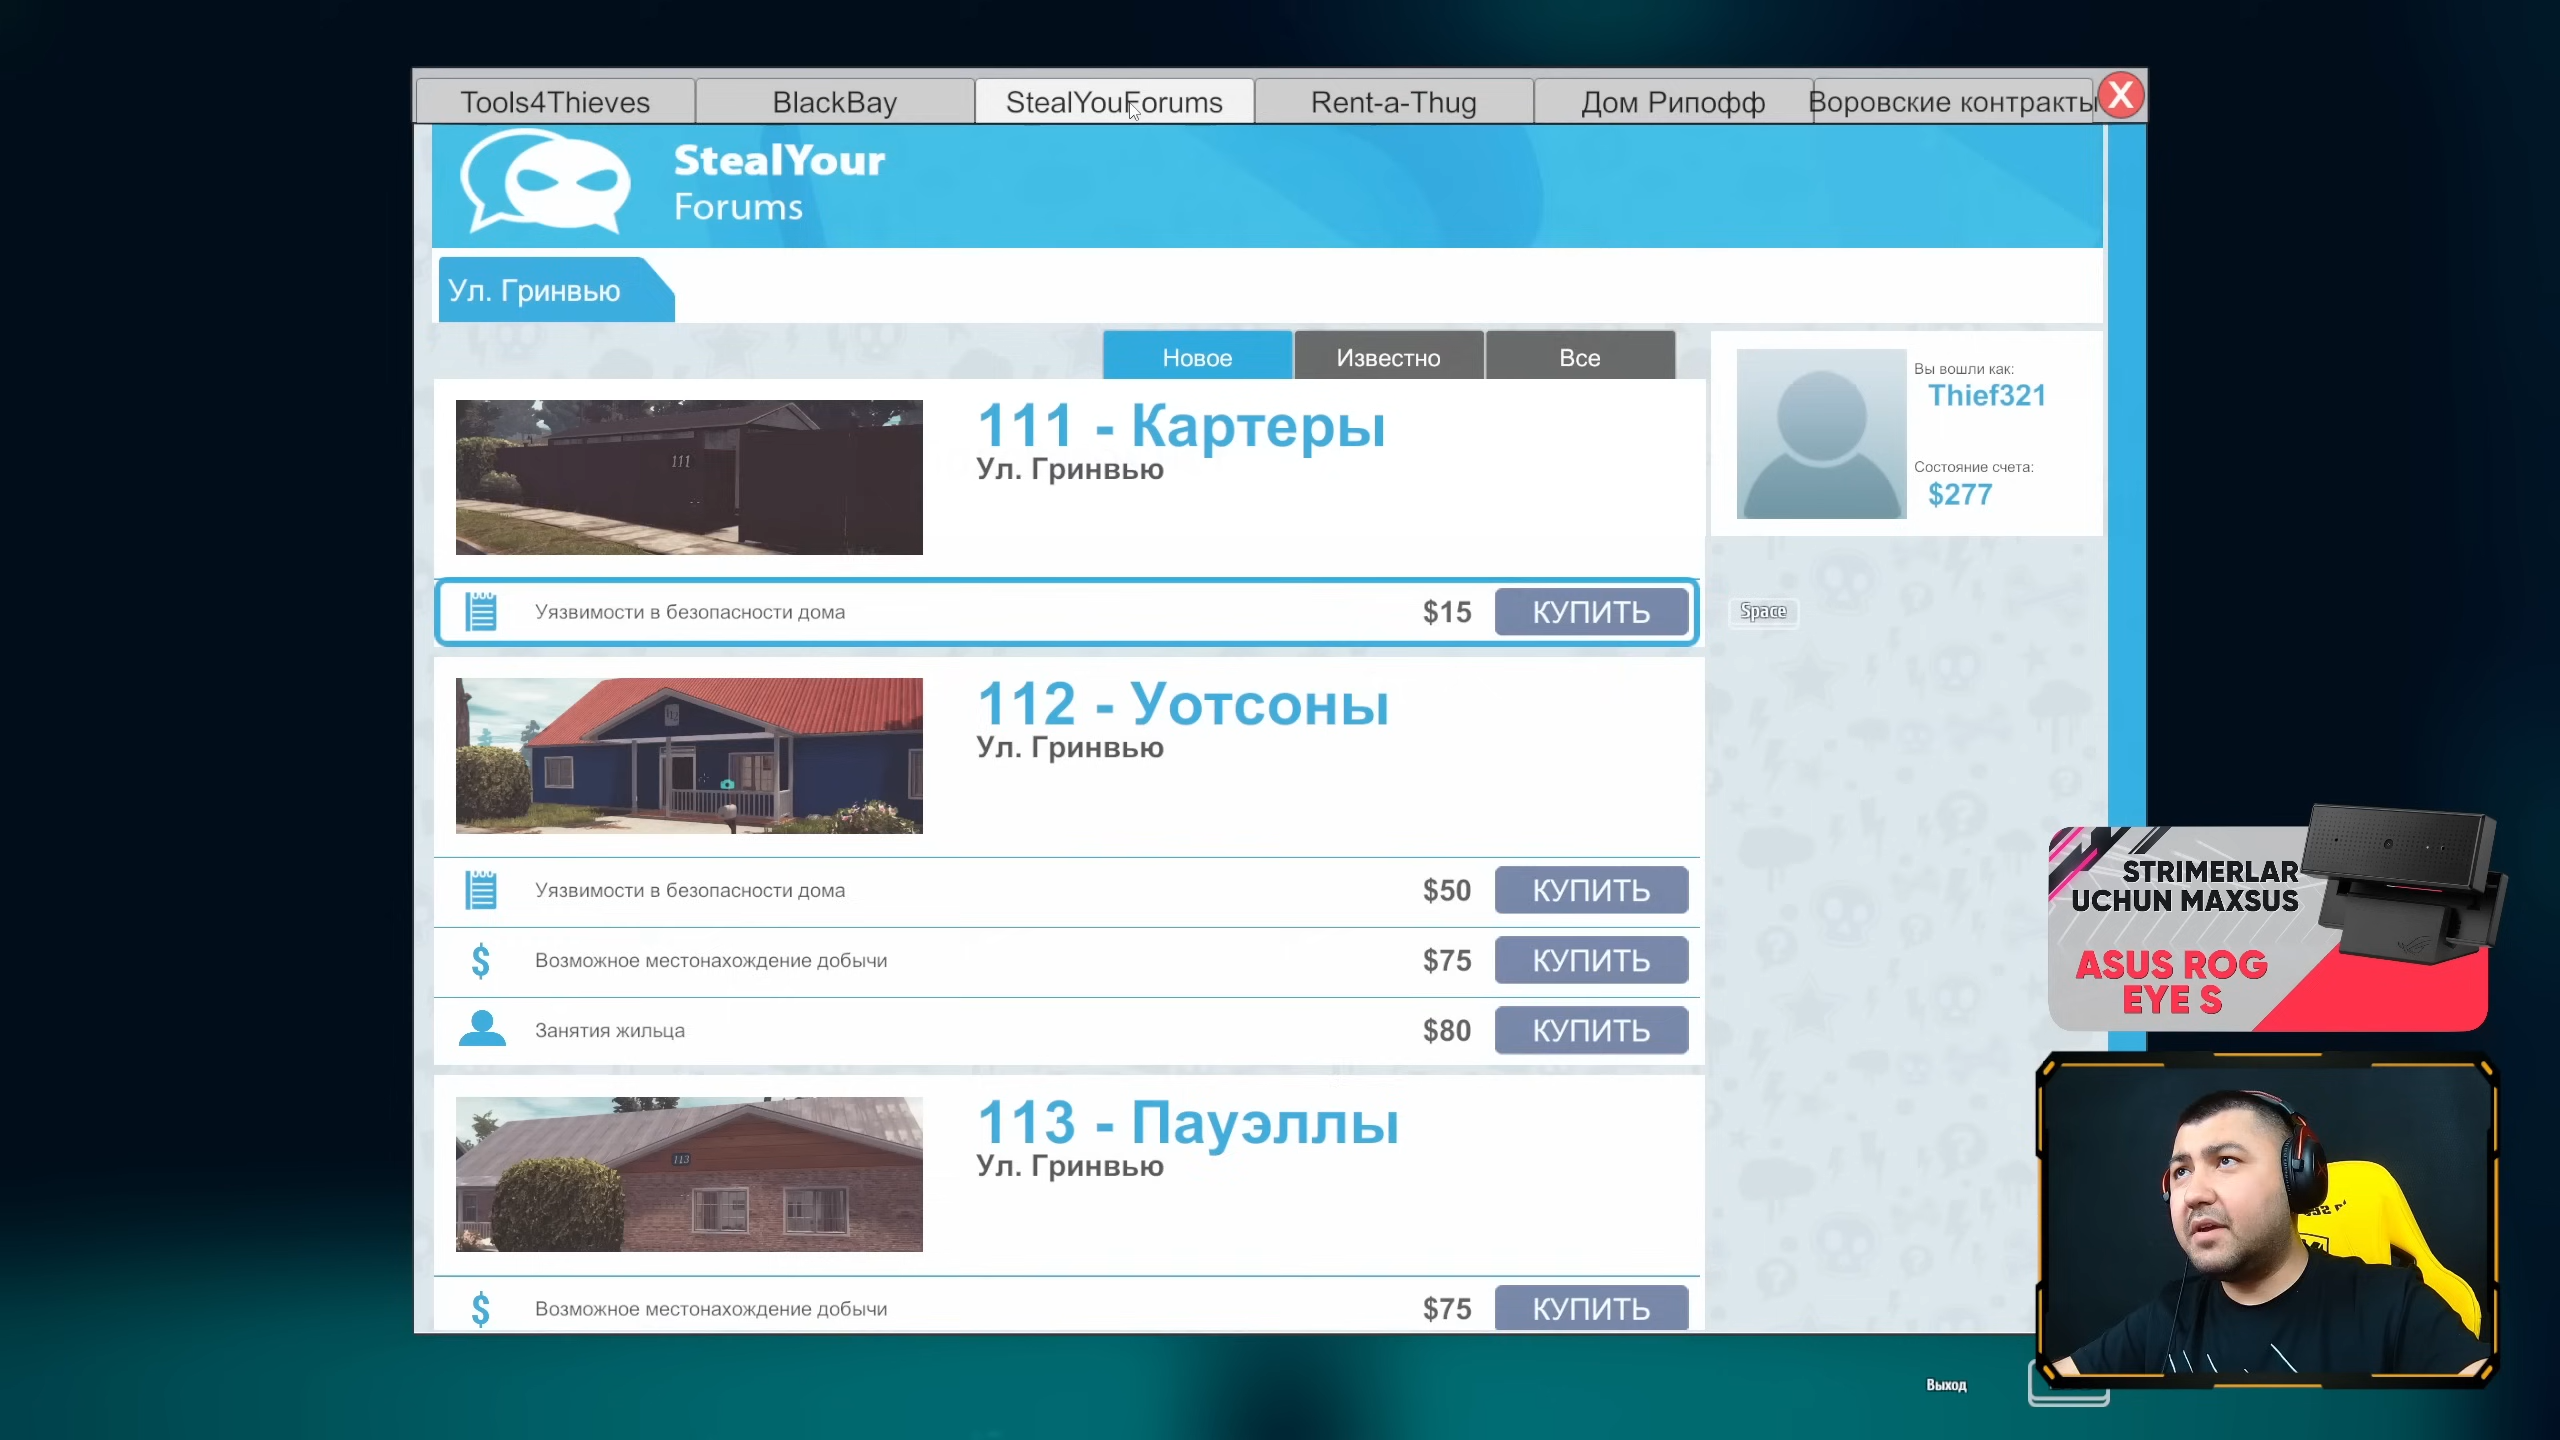 Tools4Thieves
BlackBay
StealYouForums
Rent-a-Thug
Дом Рипофф
Воровские контракты
X
StealYour
Forums
Ул. Гринвью
Новое
Известно
Все
111
111 - Картеры
Ул. Гринвью
Вы вошли как:
Thief321
Состояние счета:
$277
Уязвимости в безопасности дома
$15
КУПИТЬ
Space
112 - Уотсоны
Ул. Гринвью
Уязвимости в безопасности дома
$50
КУПИТЬ
$
Возможное местонахождение добычи
$75
КУПИТЬ
Занятия жильца
$80
КУПИТЬ
STRIMERLAR
UCHUN MAXSUS
ASUS ROG
EYE S
113
113 - Пауэллы
Ул. Гринвью
$
Возможное местонахождение добычи
$75
КУПИТЬ
Выход